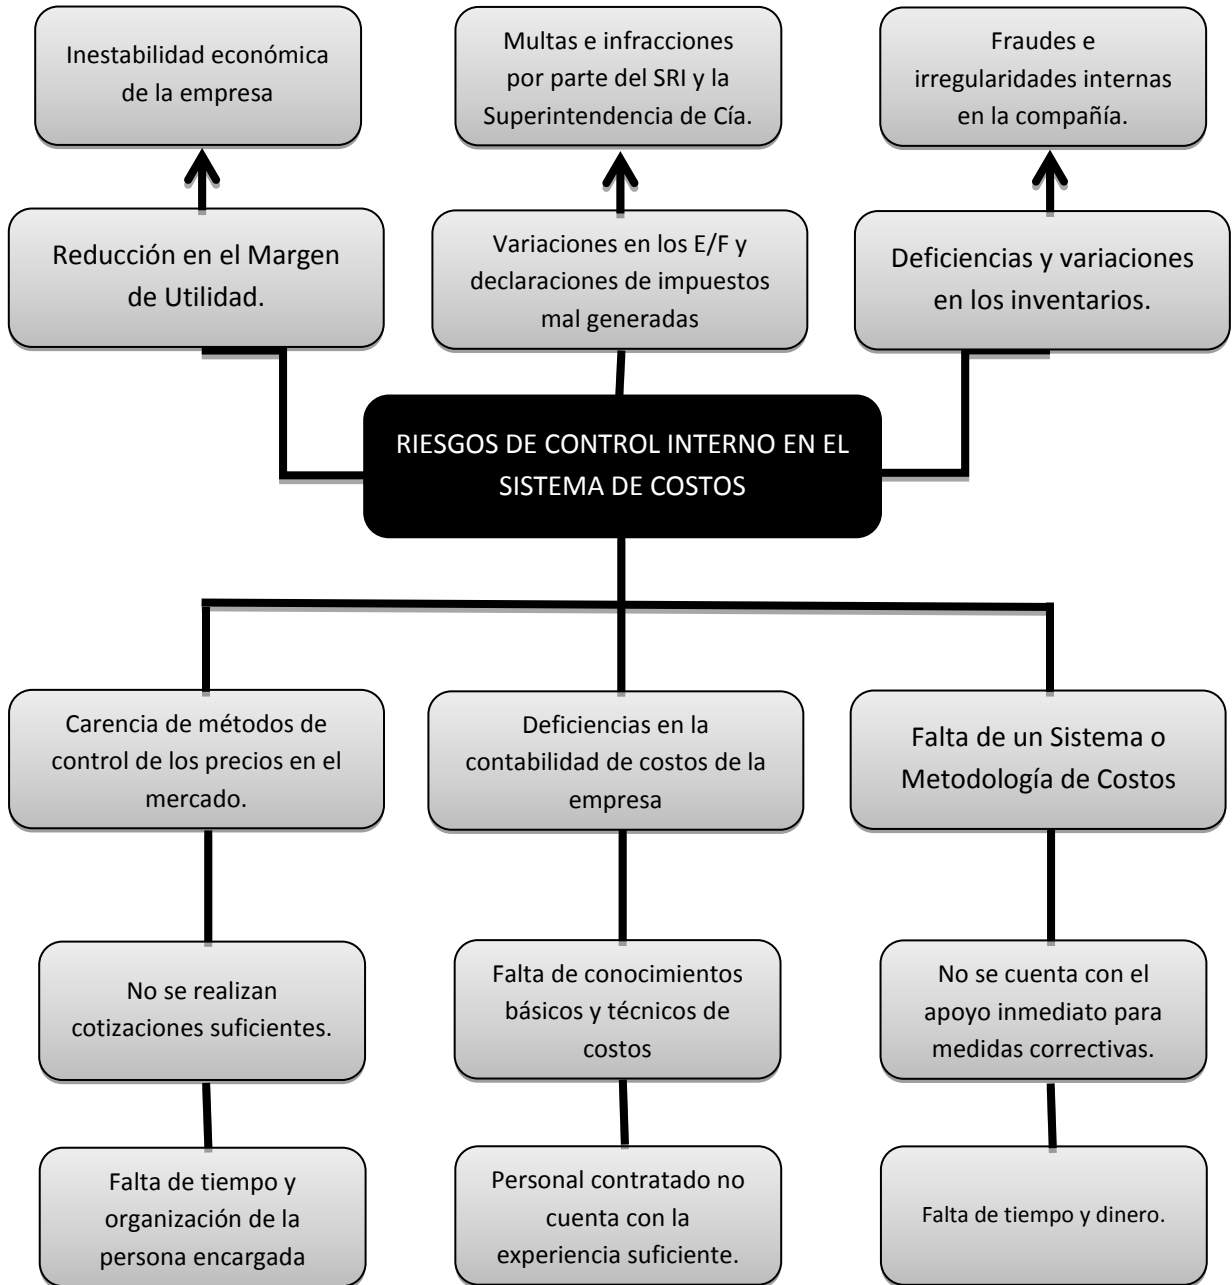 Inestabilidad económica
de la empresa
Multas e infracciones
por parte del SRI y la
Superintendencia de Cía.
Fraudes e
irregularidades internas
en la compañía.
Reducción en el Margen
de Utilidad.
Variaciones en los E/F y
declaraciones de impuestos
mal generadas
Deficiencias y variaciones
en los inventarios.
RIESGOS DE CONTROL INTERNO EN EL
SISTEMA DE COSTOS
Carencia de métodos de
control de los precios en el
mercado.
Deficiencias en la
contabilidad de costos de la
empresa
Falta de un Sistema o
Metodología de Costos
No se realizan
cotizaciones suficientes.
Falta de conocimientos
básicos y técnicos de
costos
No se cuenta con el
apoyo inmediato para
medidas correctivas.
Falta de tiempo y
organización de la
persona encargada
Personal contratado no
cuenta con la
experiencia suficiente.
Falta de tiempo y dinero.